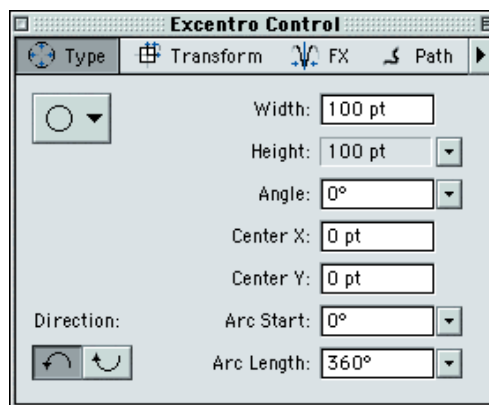 Excentro Control
Type Transform FX Path
Width: 100 pt
Height: 100 pt
Angle: 0°
Center X: 0 pt
Center Y: 0 pt
Direction: Arc Start: 0°
Arc Length: 360°